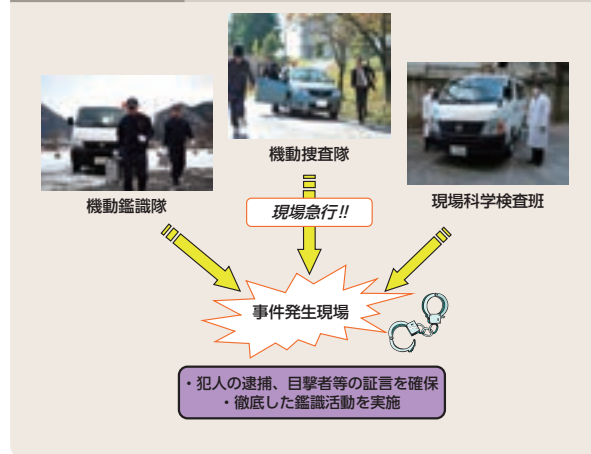 機動捜査隊
機動鑑識隊
現場科学検査班
現場急行!!
事件発生現場
・犯人の逮捕、目撃者等の証言を確保
・徹底した鑑識活動を実施